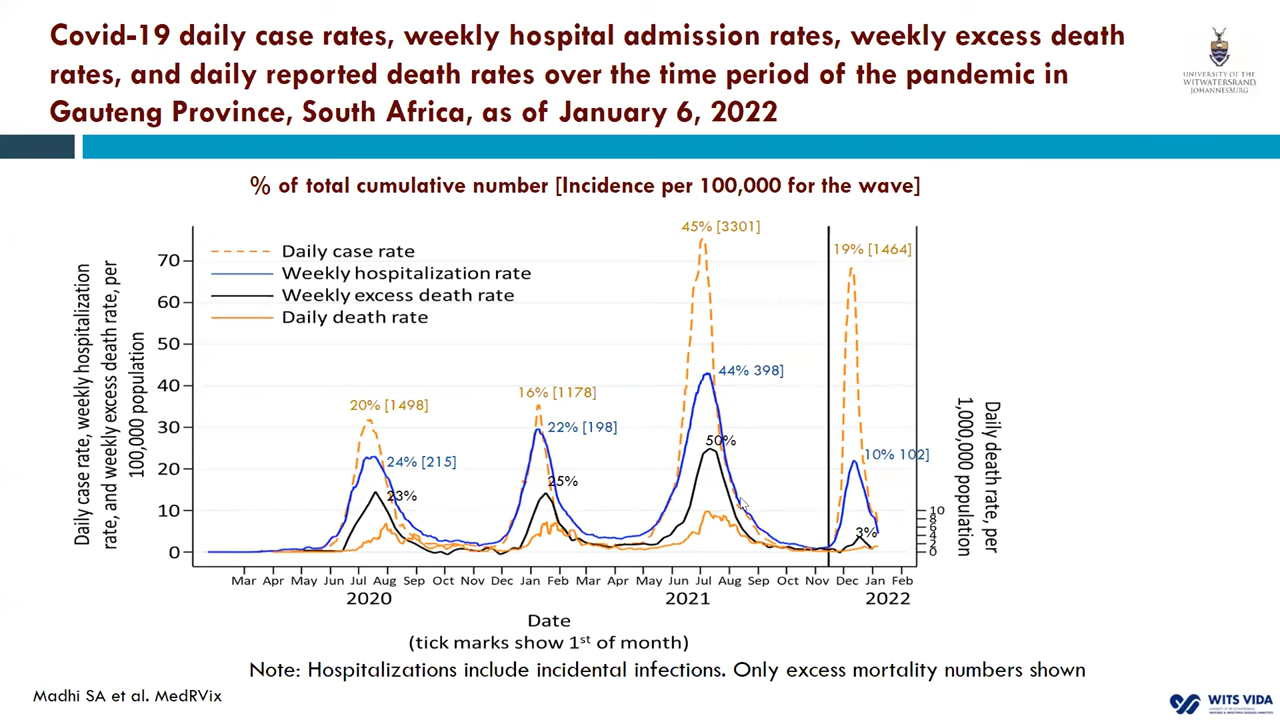 Covid-19 daily case rates, weekly hospital admission rates, weekly excess death
rates, and daily reported death rates over the time period of the pandemic in
Gauteng Province, South Africa, as of January 6, 2022
UNIVERSITY OF THE
WITWATERSRAND,
JOHANNESBURG
% of total cumulative number [Incidence per 100,000 for the wave]
Daily case rate, weekly hospitalization
rate, and weekly excess death rate, per
100,000 population
70
60
50
40
30
20
10
0
Daily case rate
Weekly hospitalization rate
Weekly excess death rate
Daily death rate
20% [1498]
24% [215]
23%
16% [1178]
22% [198]
25%
45% [3301]
44% 398]
50%
19% [1464]
10% 102]
3%
10
8
6
4
2
0
Daily death rate, per
1,000,000 population
Mar Apr May Jun Jul Aug Sep Oct Nov Dec Jan Feb Mar Apr May Jun Jul Aug Sep Oct Nov Dec Jan Feb
2020 2021 2022
Date
(tick marks show 1st of month)
Note: Hospitalizations include incidental infections. Only excess mortality numbers shown
Madhi SA et al. MedRVix
WITS VIDA